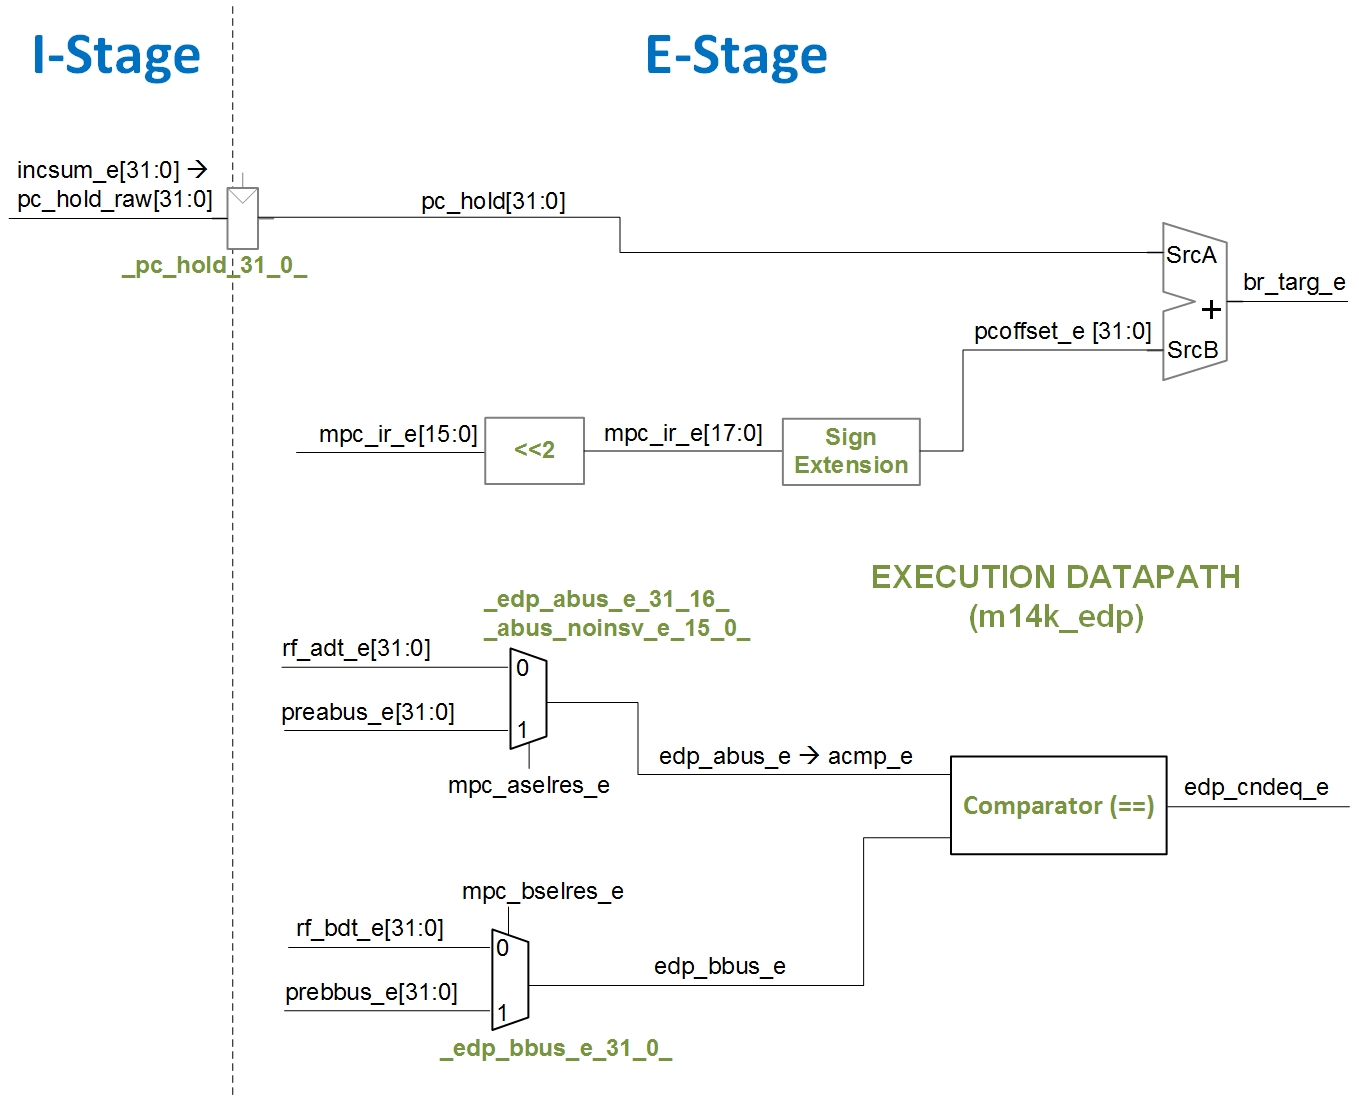 I-Stage
E-Stage
incsum_e[31:0] →
pc_hold_raw[31:0]
pc_hold[31:0]
_pc_hold_31_0_
SrcA
br_targ_e
+
pcoffset_e [31:0]
SrcB
mpc_ir_e[15:0]
<<2
mpc_ir_e[17:0]
Sign
Extension
EXECUTION DATAPATH
(m14k_edp)
_edp_abus_e_31_16_
_abus_noinsv_e_15_0_
rf_adt_e[31:0]
0
preabus_e[31:0]
1
mpc_aselres_e
edp_abus_e → acmp_e
Comparator (==)
edp_cndeq_e
mpc_bselres_e
rf_bdt_e[31:0]
0
edp_bbus_e
prebbus_e[31:0]
1
_edp_bbus_e_31_0_